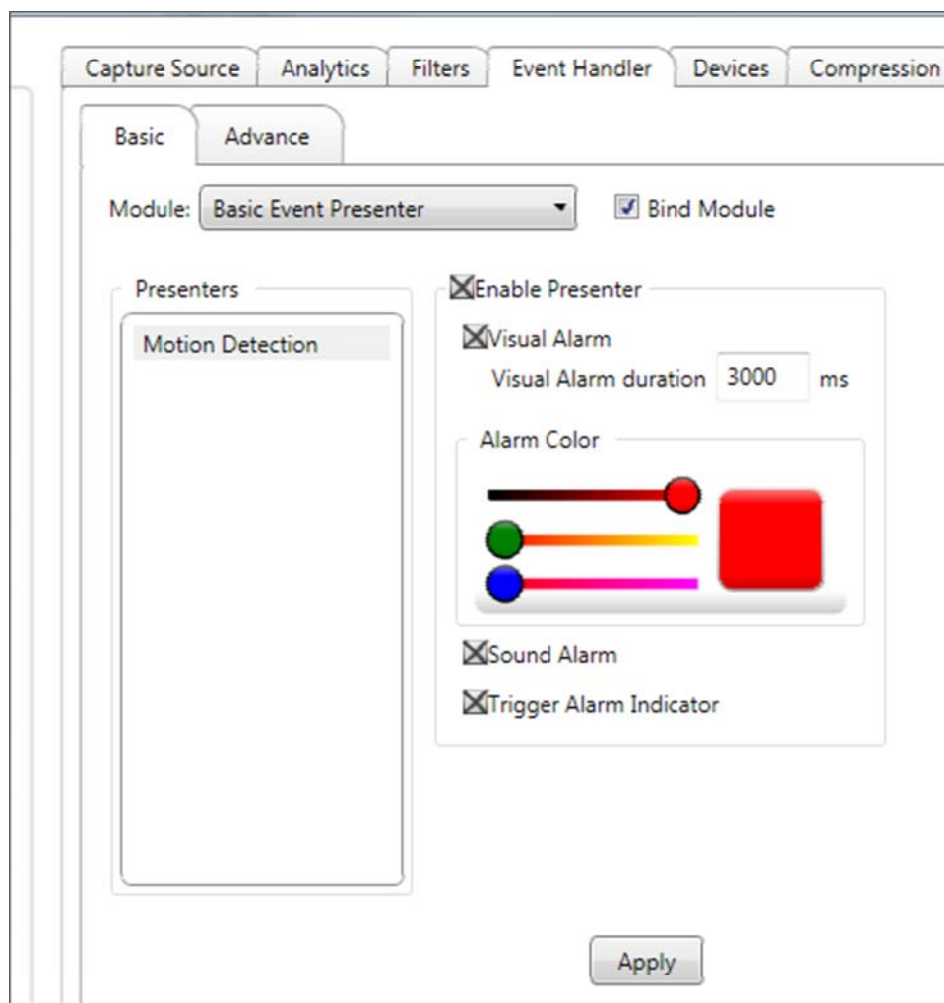 Capture Source Analytics Filters Event Handler Devices Compression
Basic Advance
Module: Basic Event Presenter Bind Module
Presenters
Motion Detection
Enable Presenter
Visual Alarm
Visual Alarm duration 3000 ms
Alarm Color
Sound Alarm
Trigger Alarm Indicator
Apply